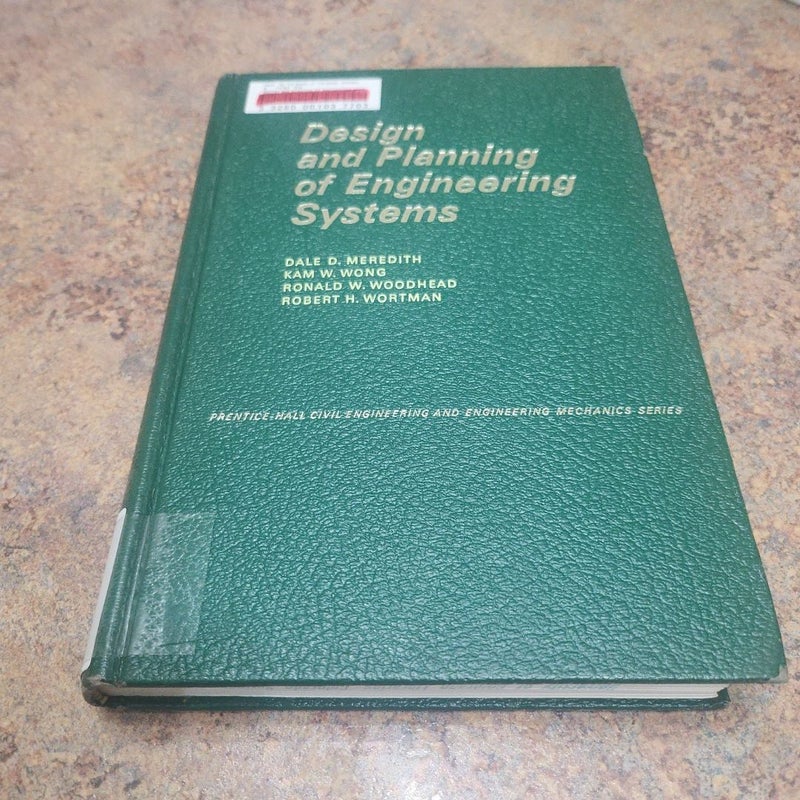 Design
and Planning
of Engineering
Systems
DALE D. MEREDITH
KAM W. WONG
RONALD W. WOODHEAD
ROBERT H. WORTMAN
PRENTICE-HALL CIVIL ENGINEERING AND ENGINEERING MECHANICS SERIES